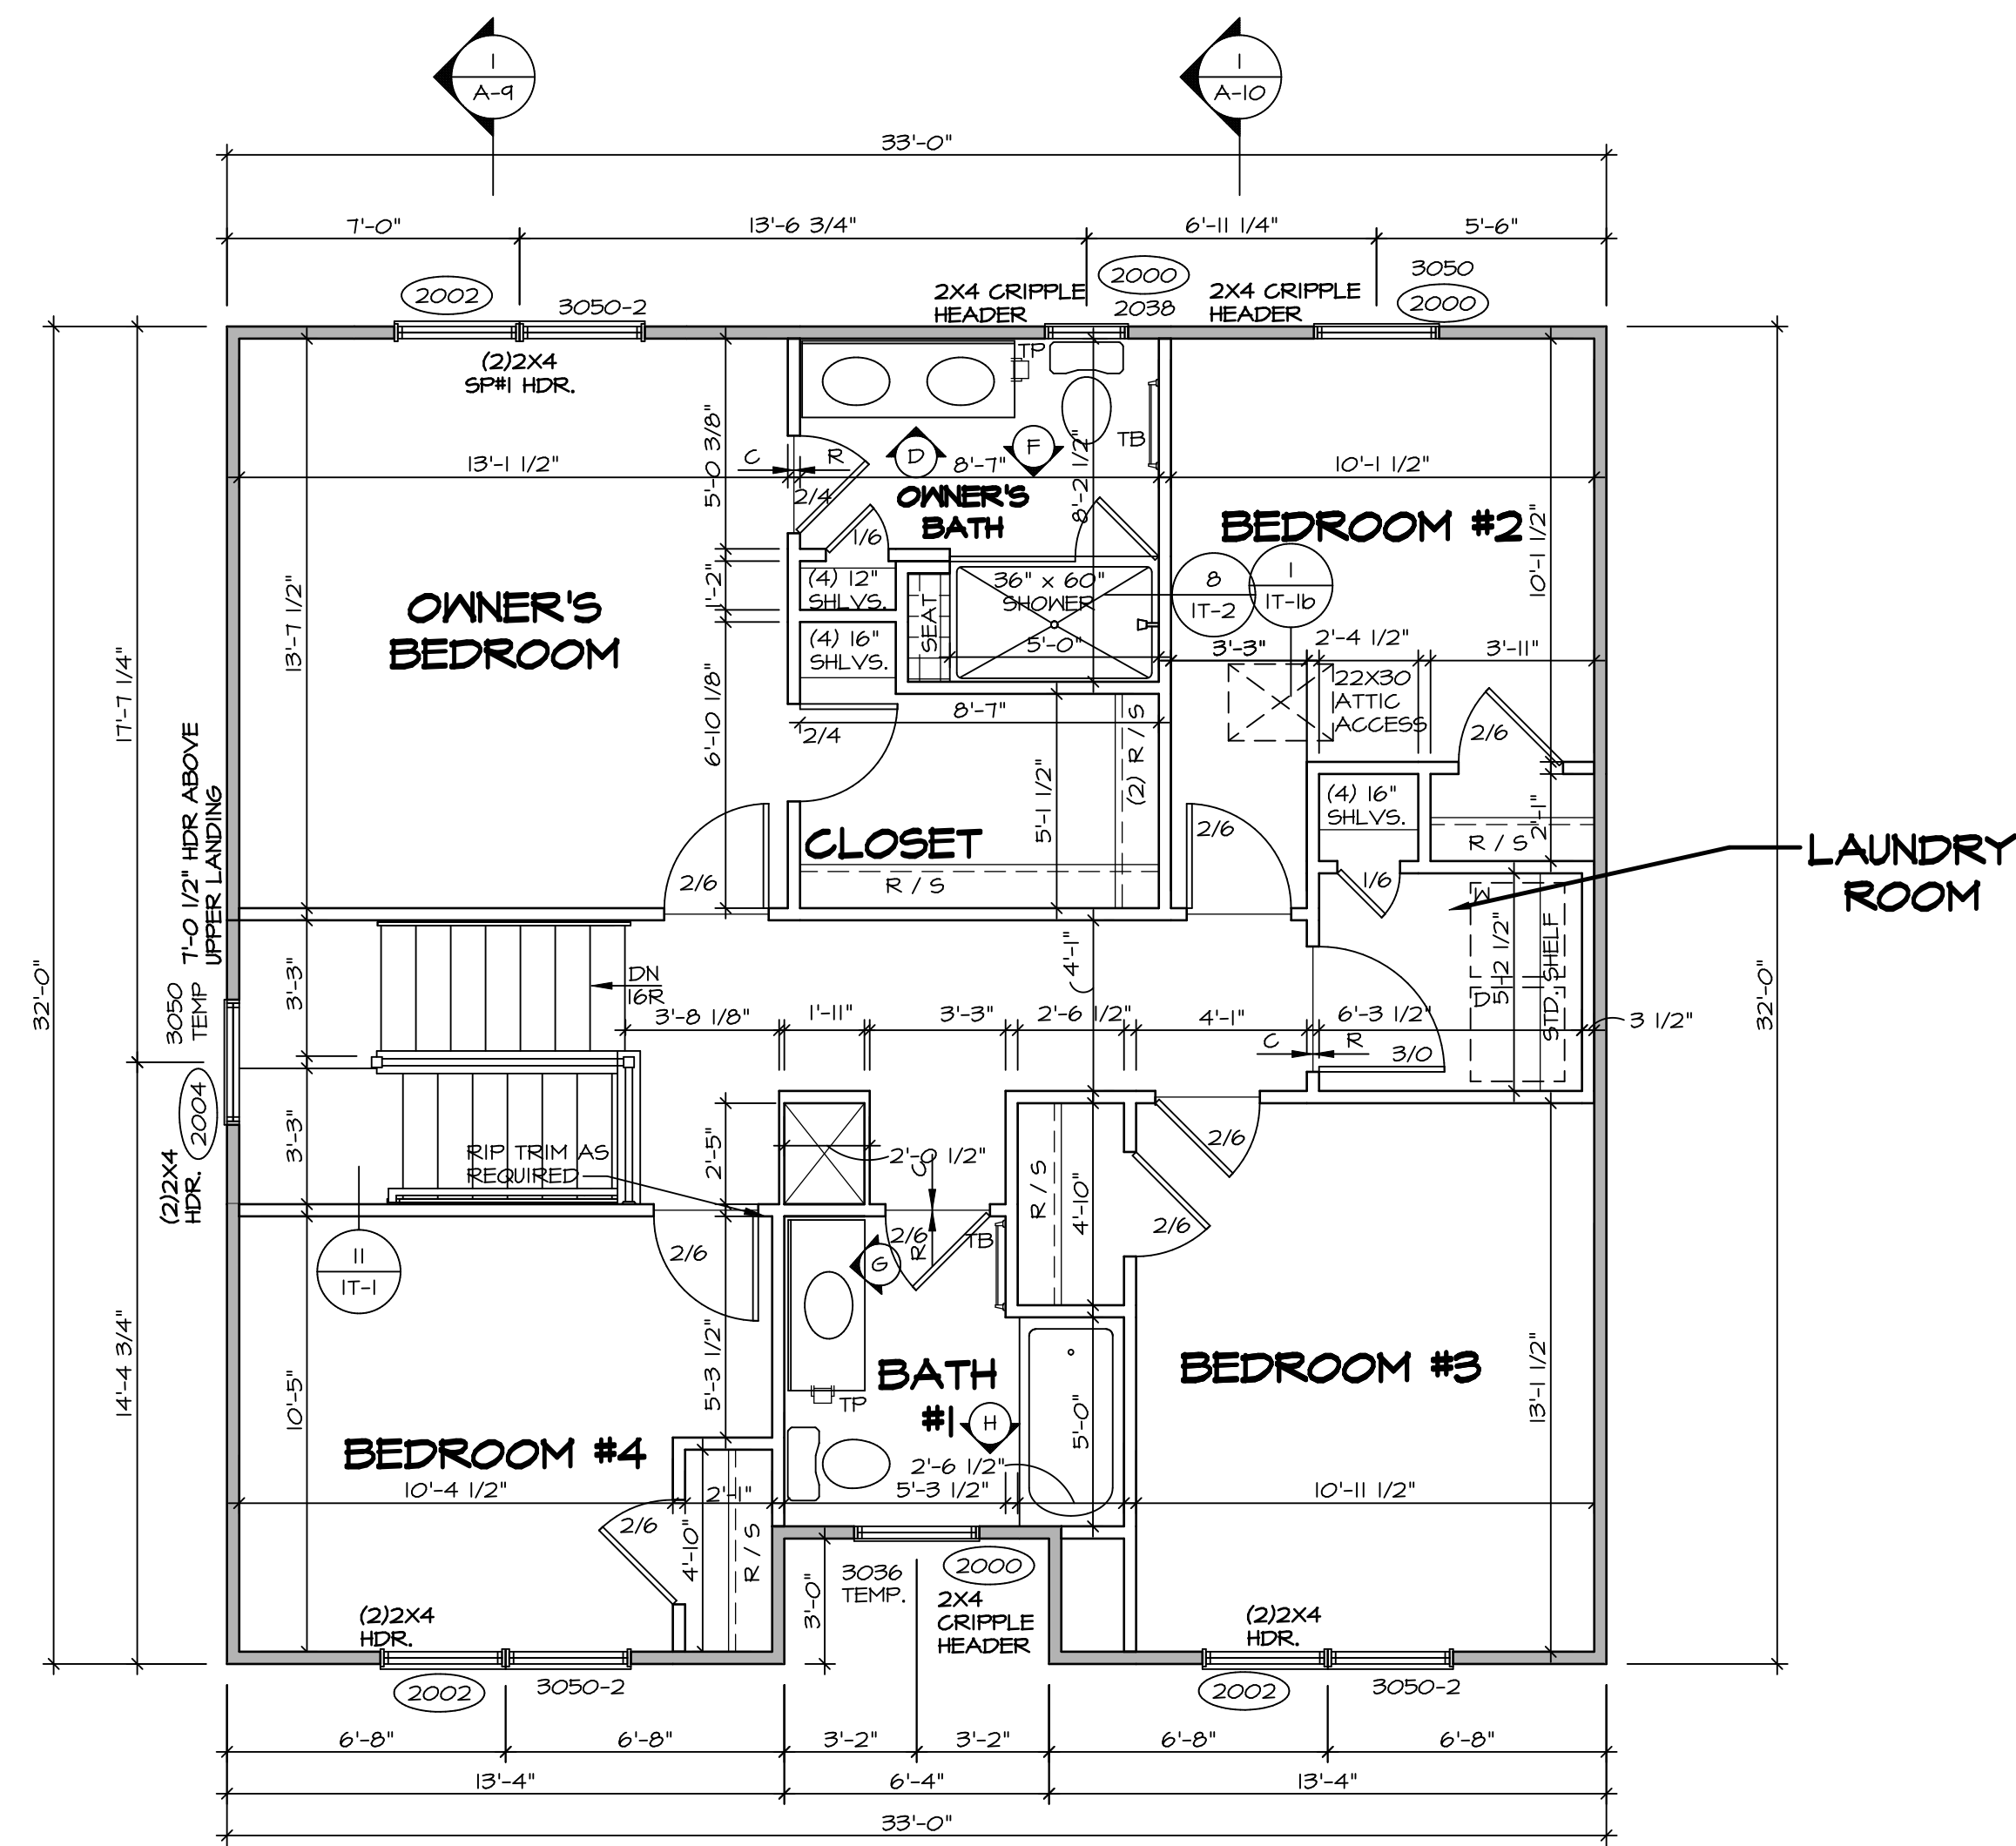 1
A-9
1
A-10
33'-0"
7'-0"
13'-6 3/4"
6'-11 1/4"
5'-6"
2002
3050-2
2X4 CRIPPLE
HEADER
2000
2038
2X4 CRIPPLE
HEADER
3050
2000
(2)2X4
SP#1 HDR.
TP
TB
5'-0 3/8"
C
R
D
F
8'-2 1/2"
13'-1 1/2"
8'-7"
10'-1 1/2"
2/4
OWNER'S
BATH
BEDROOM #2
1/6
10'-1 1/2"
OWNER'S
BEDROOM
13'-7 1/2"
1'-2"
(4) 12"
SHLVS.
SEAT
36" x 60"
SHOWER
5'-0"
8
IT-2
1
IT-1b
(4) 16"
SHLVS.
3'-3"
2'-4 1/2"
3'-11"
22X30
ATTIC
ACCESS
17'-7 1/4"
6'-10 1/8"
8'-7"
2/4
(2) R / S
2/6
7'-0 1/2" HDR ABOVE
UPPER LANDING
5'-1 1/2"
(4) 16"
SHLVS.
2'-1"
R / S
CLOSET
R / S
2/6
2/6
LAUNDRY
ROOM
1/6
W
D
5'-2 1/2"
STD. SHELF
32'-0"
3050
TEMP
3'-3"
DN
16R
4'-1"
32'-0"
3'-8 1/8"
1'-11"
3'-3"
2'-6 1/2"
4'-1"
6'-3 1/2"
3 1/2"
C
R
3/0
2004
(2)2X4
HDR.
3'-3"
RIP TRIM AS
REQUIRED
2'-5"
2'-0 1/2"
C
R
R / S
4'-10"
2/6
2/6
11
IT-1
2/6
2/6
G
TB
14'-4 3/4"
10'-5"
5'-3 1/2"
BATH
#1
TP
H
5'-0"
BEDROOM #3
13'-1 1/2"
BEDROOM #4
10'-4 1/2"
2'-1"
2'-6 1/2"
5'-3 1/2"
10'-11 1/2"
2/6
4'-10"
R / S
3'-0"
3036
TEMP.
2000
2X4
CRIPPLE
HEADER
(2)2X4
HDR.
(2)2X4
HDR.
2002
3050-2
2002
3050-2
6'-8"
6'-8"
3'-2"
3'-2"
6'-8"
6'-8"
13'-4"
6'-4"
13'-4"
33'-0"